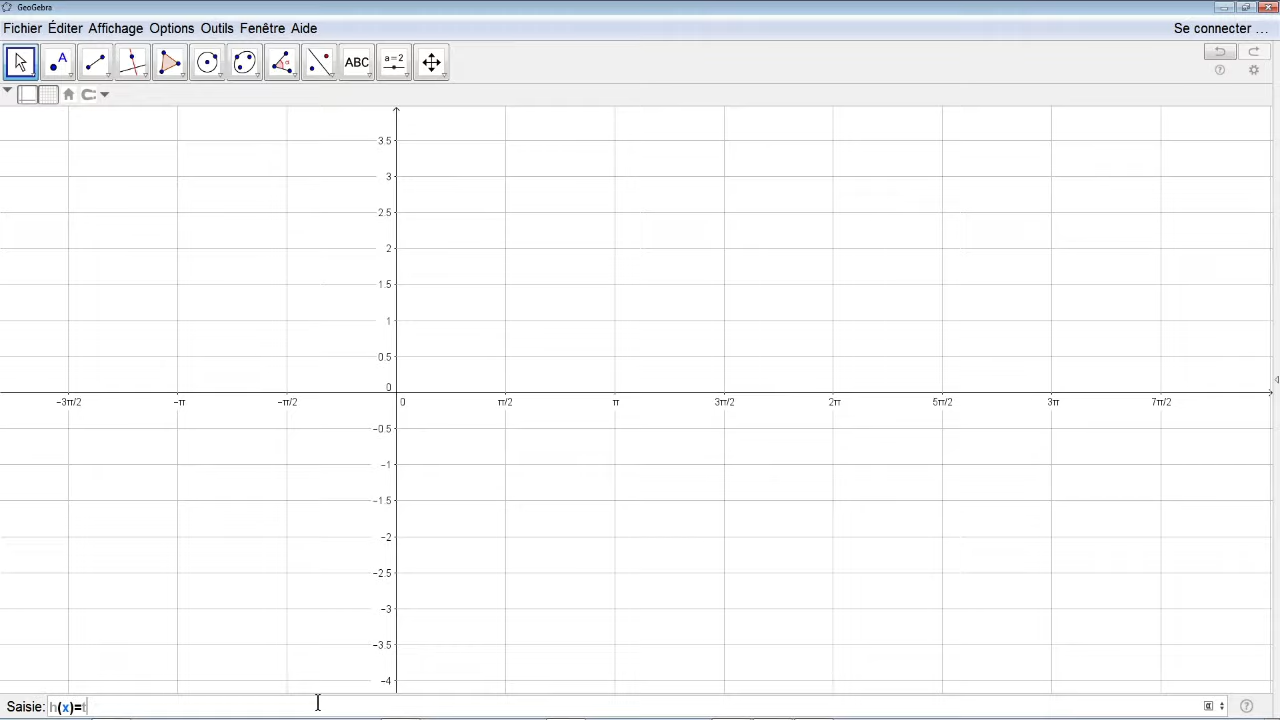 GeoGebra
Fichier Éditer Affichage Options Outils Fenêtre Aide
Se connecter ...
A
ABC
a=2
3.5
3
2.5
2
1.5
1
0.5
0
−3π/2 −π −π/2 0 π/2 π 3π/2 2π 5π/2 3π 7π/2
−0.5
−1
−1.5
−2
−2.5
−3
−3.5
−4
Saisie: h(x)=t
α